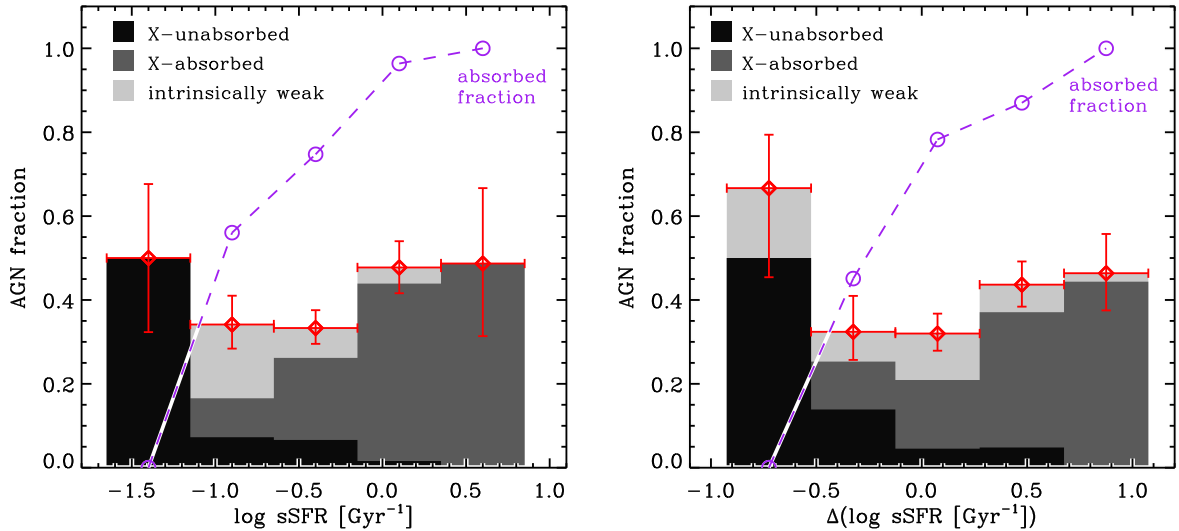 X-unabsorbed
X-absorbed
intrinsically weak
absorbed
fraction
AGN fraction
1.0
0.8
0.6
0.4
0.2
0.0
−1.5 −1.0 −0.5 0.0 0.5 1.0
log sSFR [Gyr⁻¹]
X-unabsorbed
X-absorbed
intrinsically weak
absorbed
fraction
AGN fraction
1.0
0.8
0.6
0.4
0.2
0.0
−1.0 −0.5 0.0 0.5 1.0
Δ(log sSFR [Gyr⁻¹])